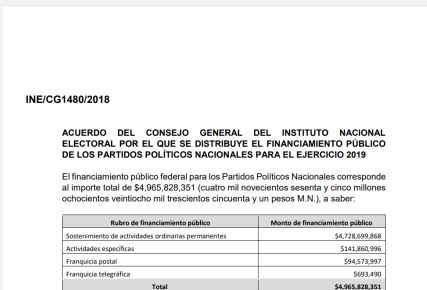 INE/CG1480/2018
ACUERDO DEL CONSEJO GENERAL DEL INSTITUTO NACIONAL
ELECTORAL POR EL QUE SE DISTRIBUYE EL FINANCIAMIENTO PÚBLICO
DE LOS PARTIDOS POLÍTICOS NACIONALES PARA EL EJERCICIO 2019
El financiamiento público federal para los Partidos Políticos Nacionales corresponde
al importe total de $4,965,828,351 (cuatro mil novecientos sesenta y cinco millones
ochocientos veintiocho mil trescientos cincuenta y un pesos M.N.), a saber:
Rubro de financiamiento público Monto de financiamiento público
Sostenimiento de actividades ordinarias permanentes $4,728,699,868
Actividades específicas $141,860,996
Franquicia postal $94,573,997
Franquicia telegráfica $693,490
Total $4,965,828,351